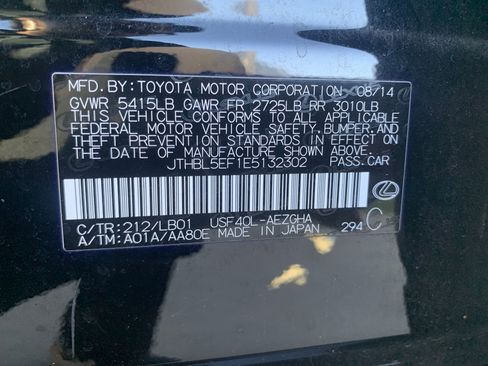 MFD. BY: TOYOTA MOTOR CORPORATION 08/14
GVWR 5415LB GAWR FR 2725LB RR 3010LB
THIS VEHICLE CONFORMS TO ALL APPLICABLE
FEDERAL MOTOR VEHICLE SAFETY, BUMPER, AND
THEFT PREVENTION STANDARDS IN EFFECT ON
THE DATE OF MANUFACTURE SHOWN ABOVE.
JTHBL5EF1E5132302 PASS.CAR
C/TR: 212/LB01 USF40L-AEZGHA
A/TM: A01A/AA80E MADE IN JAPAN 294 C